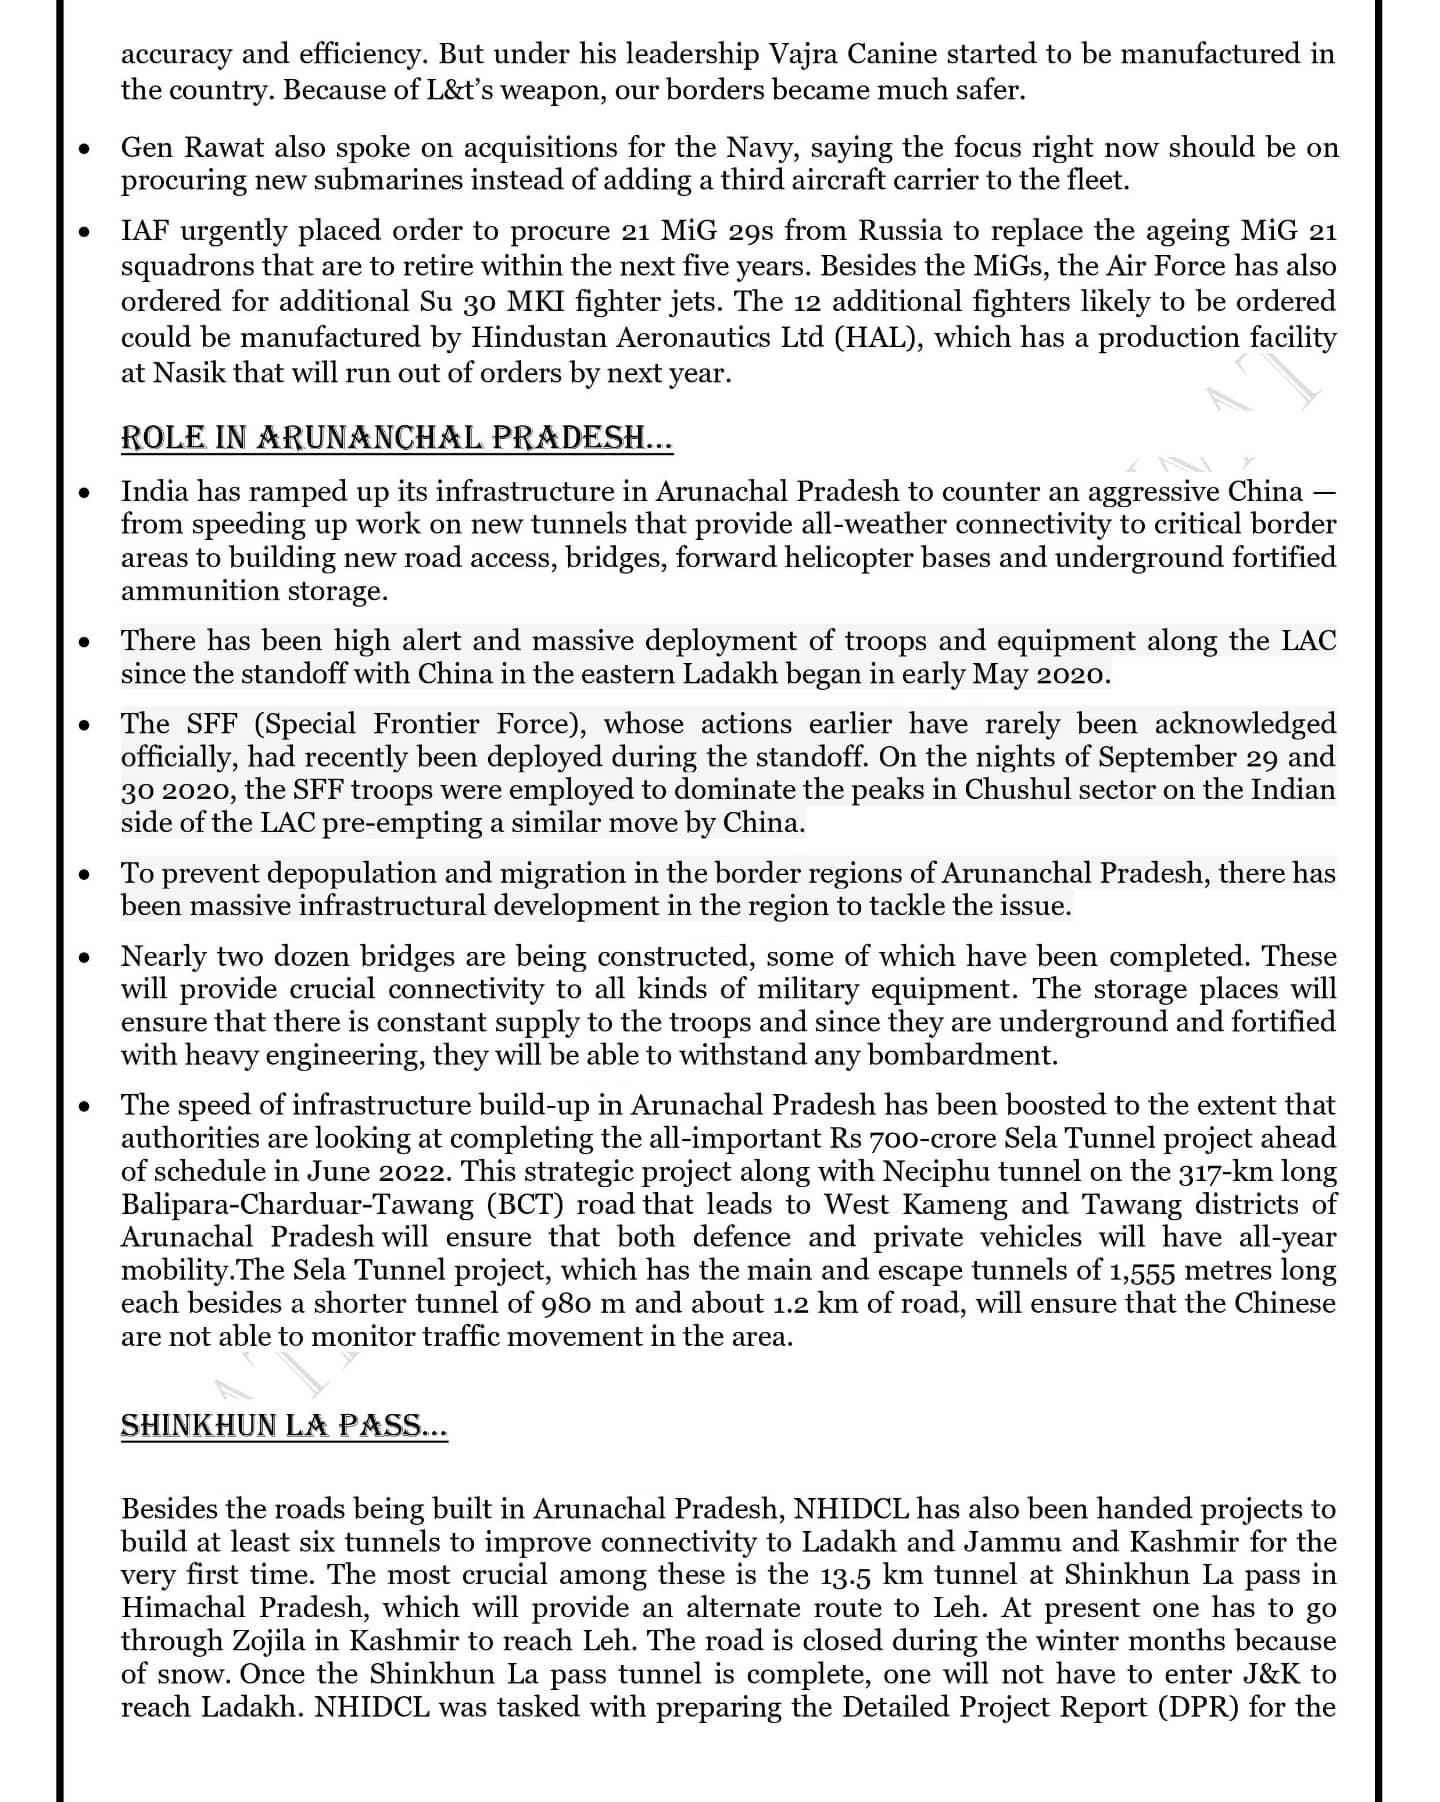 accuracy and efficiency. But under his leadership Vajra Canine started to be manufactured in
the country. Because of L&t’s weapon, our borders became much safer.
• Gen Rawat also spoke on acquisitions for the Navy, saying the focus right now should be on
procuring new submarines instead of adding a third aircraft carrier to the fleet.
• IAF urgently placed order to procure 21 MiG 29s from Russia to replace the ageing MiG 21
squadrons that are to retire within the next five years. Besides the MiGs, the Air Force has also
ordered for additional Su 30 MKI fighter jets. The 12 additional fighters likely to be ordered
could be manufactured by Hindustan Aeronautics Ltd (HAL), which has a production facility
at Nasik that will run out of orders by next year.
ROLE IN ARUNANCHAL PRADESH...
• India has ramped up its infrastructure in Arunachal Pradesh to counter an aggressive China —
from speeding up work on new tunnels that provide all-weather connectivity to critical border
areas to building new road access, bridges, forward helicopter bases and underground fortified
ammunition storage.
• There has been high alert and massive deployment of troops and equipment along the LAC
since the standoff with China in the eastern Ladakh began in early May 2020.
• The SFF (Special Frontier Force), whose actions earlier have rarely been acknowledged
officially, had recently been deployed during the standoff. On the nights of September 29 and
30 2020, the SFF troops were employed to dominate the peaks in Chushul sector on the Indian
side of the LAC pre-empting a similar move by China.
• To prevent depopulation and migration in the border regions of Arunanchal Pradesh, there has
been massive infrastructural development in the region to tackle the issue.
• Nearly two dozen bridges are being constructed, some of which have been completed. These
will provide crucial connectivity to all kinds of military equipment. The storage places will
ensure that there is constant supply to the troops and since they are underground and fortified
with heavy engineering, they will be able to withstand any bombardment.
• The speed of infrastructure build-up in Arunachal Pradesh has been boosted to the extent that
authorities are looking at completing the all-important Rs 700-crore Sela Tunnel project ahead
of schedule in June 2022. This strategic project along with Neciphu tunnel on the 317-km long
Balipara-Charduar-Tawang (BCT) road that leads to West Kameng and Tawang districts of
Arunachal Pradesh will ensure that both defence and private vehicles will have all-year
mobility.The Sela Tunnel project, which has the main and escape tunnels of 1,555 metres long
each besides a shorter tunnel of 980 m and about 1.2 km of road, will ensure that the Chinese
are not able to monitor traffic movement in the area.
SHINKHUN LA PASS...
Besides the roads being built in Arunachal Pradesh, NHIDCL has also been handed projects to
build at least six tunnels to improve connectivity to Ladakh and Jammu and Kashmir for the
very first time. The most crucial among these is the 13.5 km tunnel at Shinkhun La pass in
Himachal Pradesh, which will provide an alternate route to Leh. At present one has to go
through Zojila in Kashmir to reach Leh. The road is closed during the winter months because
of snow. Once the Shinkhun La pass tunnel is complete, one will not have to enter J&K to
reach Ladakh. NHIDCL was tasked with preparing the Detailed Project Report (DPR) for the